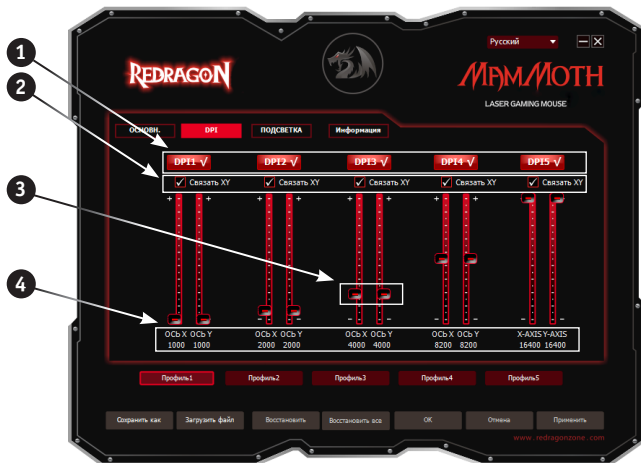 1
2
3
4
Русский
REDRAGON
MAMMOTH
LASER GAMING MOUSE
ОСНОВН. DPI ПОДСВЕТКА Информация
DPI1 √ DPI2 √ DPI3 √ DPI4 √ DPI5 √
Связать XY Связать XY Связать XY Связать XY Связать XY
+ + + + + + + +
- - - - - - - -
ОСЬ X ОСЬ Y ОСЬ X ОСЬ Y ОСЬ X ОСЬ Y ОСЬ X ОСЬ Y X-AXIS Y-AXIS
1000 1000 2000 2000 4000 4000 8200 8200 16400 16400
Профиль1 Профиль2 Профиль3 Профиль4 Профиль5
Сохранить как Загрузить файл Восстановить Восстановить все ОК Отмена Применить
www.redragonzone.com